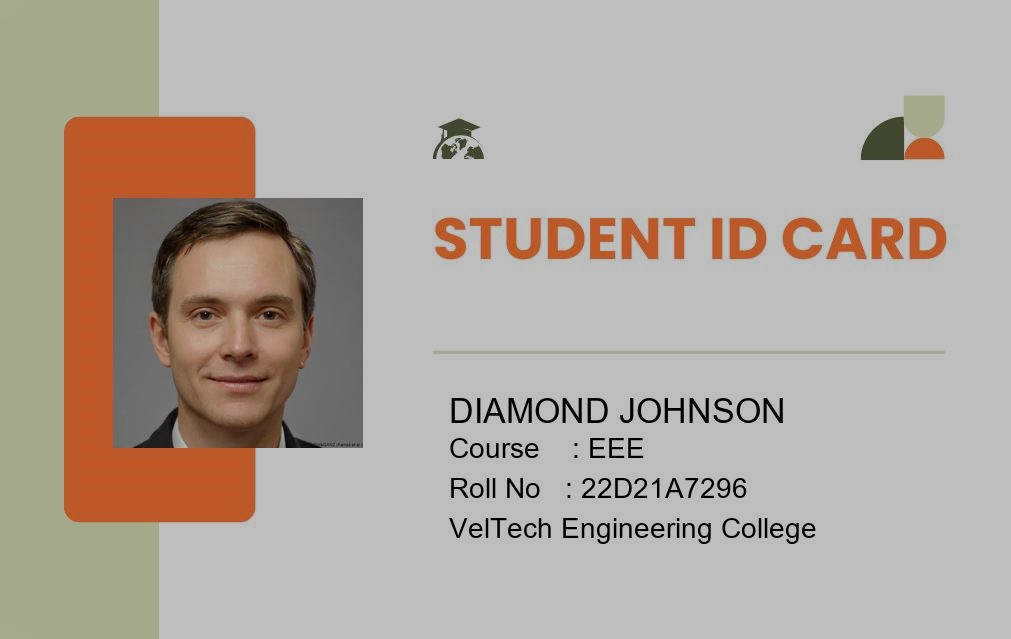 STUDENT ID CARD
DIAMOND JOHNSON
Course : EEE
Roll No : 22D21A7296
VelTech Engineering College